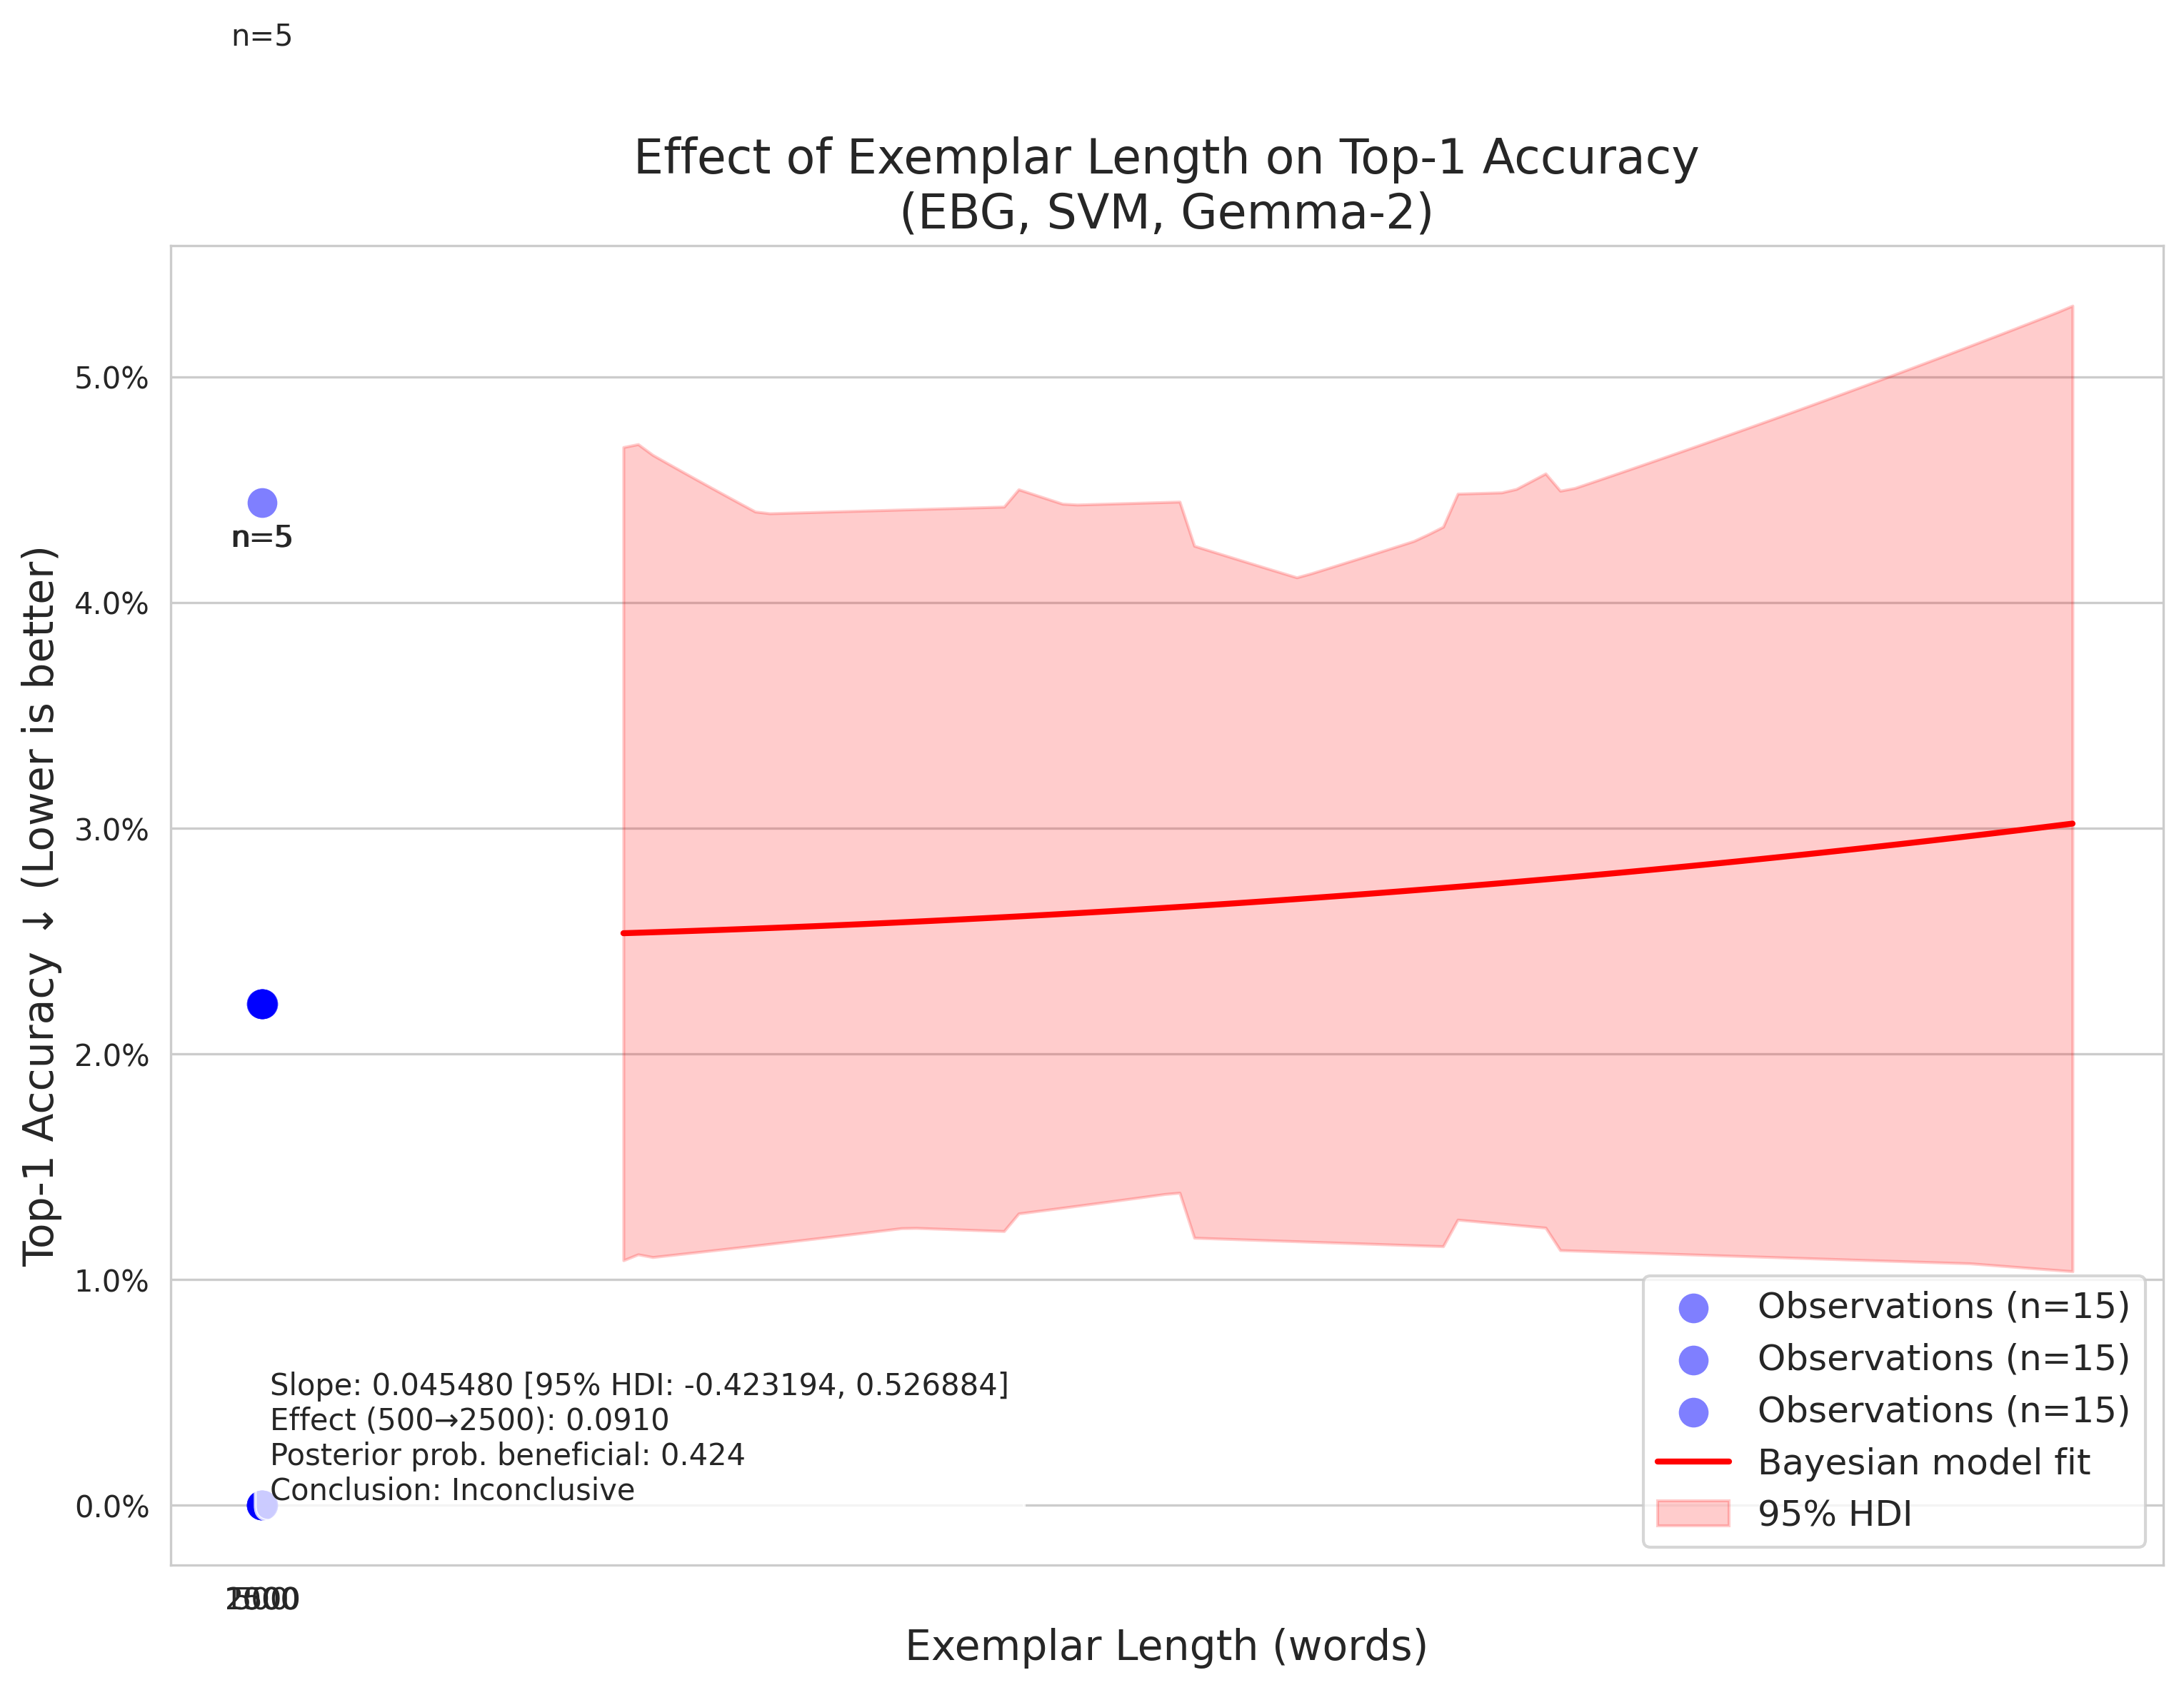 n=5
Effect of Exemplar Length on Top-1 Accuracy
(EBG, SVM, Gemma-2)
Top-1 Accuracy ↓ (Lower is better)
5.0%
4.0%
3.0%
2.0%
1.0%
0.0%
n=5
Slope: 0.045480 [95% HDI: -0.423194, 0.526884]
Effect (500→2500): 0.0910
Posterior prob. beneficial: 0.424
Conclusion: Inconclusive
Observations (n=15)
Observations (n=15)
Observations (n=15)
Bayesian model fit
95% HDI
Exemplar Length (words)